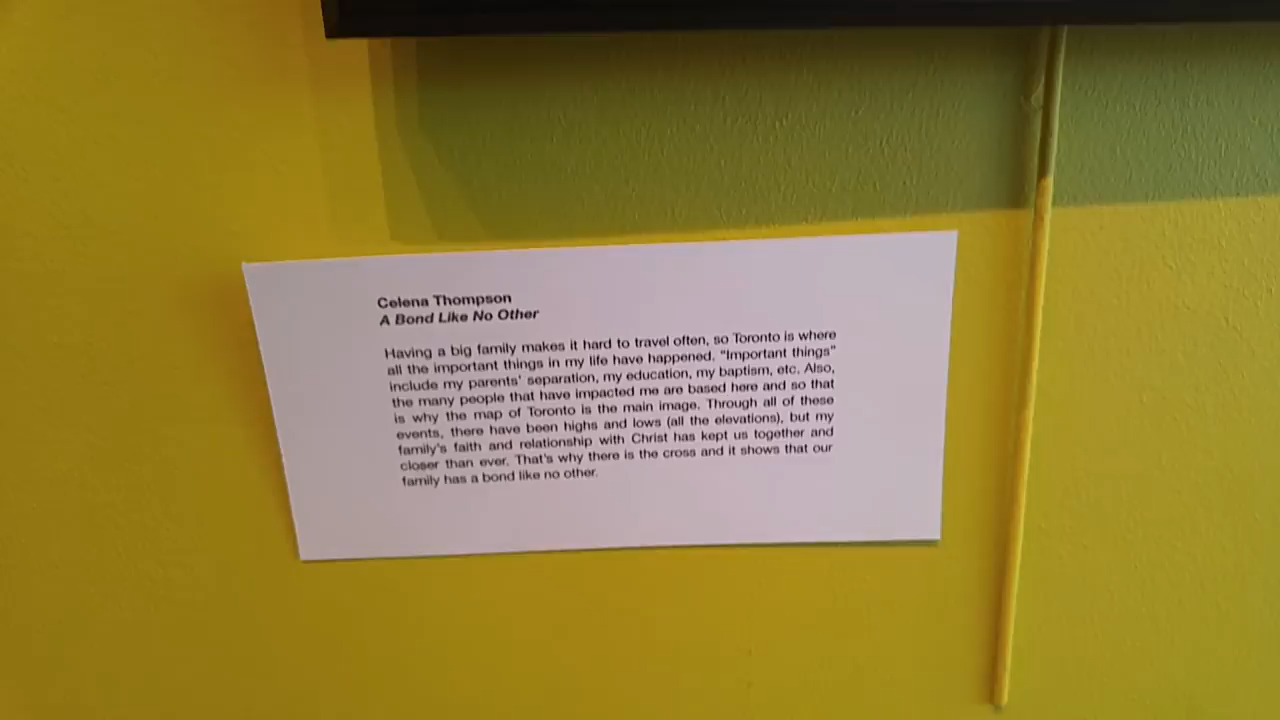 Celena Thompson
A Bond Like No Other
Having a big family makes it hard to travel often, so Toronto is where
all the important things in my life have happened. "Important things"
include my parents' separation, my education, my baptism, etc. Also,
the many people that have impacted me are based here and so that
is why the map of Toronto is the main image. Through all of these
events, there have been highs and lows (all the elevations), but my
family's faith and relationship with Christ has kept us together and
closer than ever. That's why there is the cross and it shows that our
family has a bond like no other.